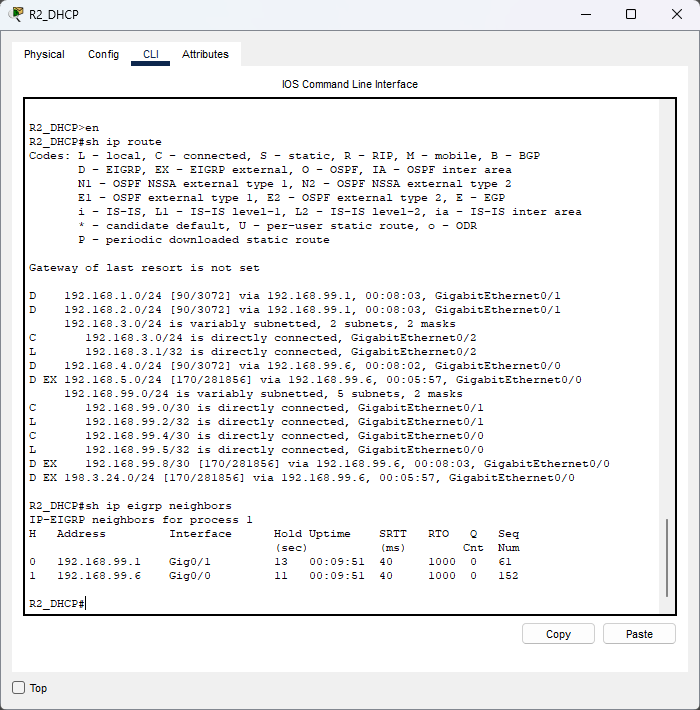 R2_DHCP
Physical Config CLI Attributes
IOS Command Line Interface
R2_DHCP>en
R2_DHCP#sh ip route
Codes: L - local, C - connected, S - static, R - RIP, M - mobile, B - BGP
D - EIGRP, EX - EIGRP external, O - OSPF, IA - OSPF inter area
N1 - OSPF NSSA external type 1, N2 - OSPF NSSA external type 2
E1 - OSPF external type 1, E2 - OSPF external type 2, E - EGP
i - IS-IS, L1 - IS-IS level-1, L2 - IS-IS level-2, ia - IS-IS inter area
* - candidate default, U - per-user static route, o - ODR
P - periodic downloaded static route
Gateway of last resort is not set
D 192.168.1.0/24 [90/3072] via 192.168.99.1, 00:08:03, GigabitEthernet0/1
D 192.168.2.0/24 [90/3072] via 192.168.99.1, 00:08:03, GigabitEthernet0/1
192.168.3.0/24 is variably subnetted, 2 subnets, 2 masks
C 192.168.3.0/24 is directly connected, GigabitEthernet0/2
L 192.168.3.1/32 is directly connected, GigabitEthernet0/2
D 192.168.4.0/24 [90/3072] via 192.168.99.6, 00:08:02, GigabitEthernet0/0
D EX 192.168.5.0/24 [170/281856] via 192.168.99.6, 00:05:57, GigabitEthernet0/0
192.168.99.0/24 is variably subnetted, 5 subnets, 2 masks
C 192.168.99.0/30 is directly connected, GigabitEthernet0/1
L 192.168.99.2/32 is directly connected, GigabitEthernet0/1
C 192.168.99.4/30 is directly connected, GigabitEthernet0/0
L 192.168.99.5/32 is directly connected, GigabitEthernet0/0
D EX 192.168.99.8/30 [170/281856] via 192.168.99.6, 00:08:03, GigabitEthernet0/0
D EX 198.3.24.0/24 [170/281856] via 192.168.99.6, 00:05:57, GigabitEthernet0/0
R2_DHCP#sh ip eigrp neighbors
IP-EIGRP neighbors for process 1
H Address Interface Hold Uptime SRTT RTO Q Seq
(sec) (ms) Cnt Num
0 192.168.99.1 Gig0/1 13 00:09:51 40 1000 0 61
1 192.168.99.6 Gig0/0 11 00:09:51 40 1000 0 152
R2_DHCP#
Copy Paste
Top